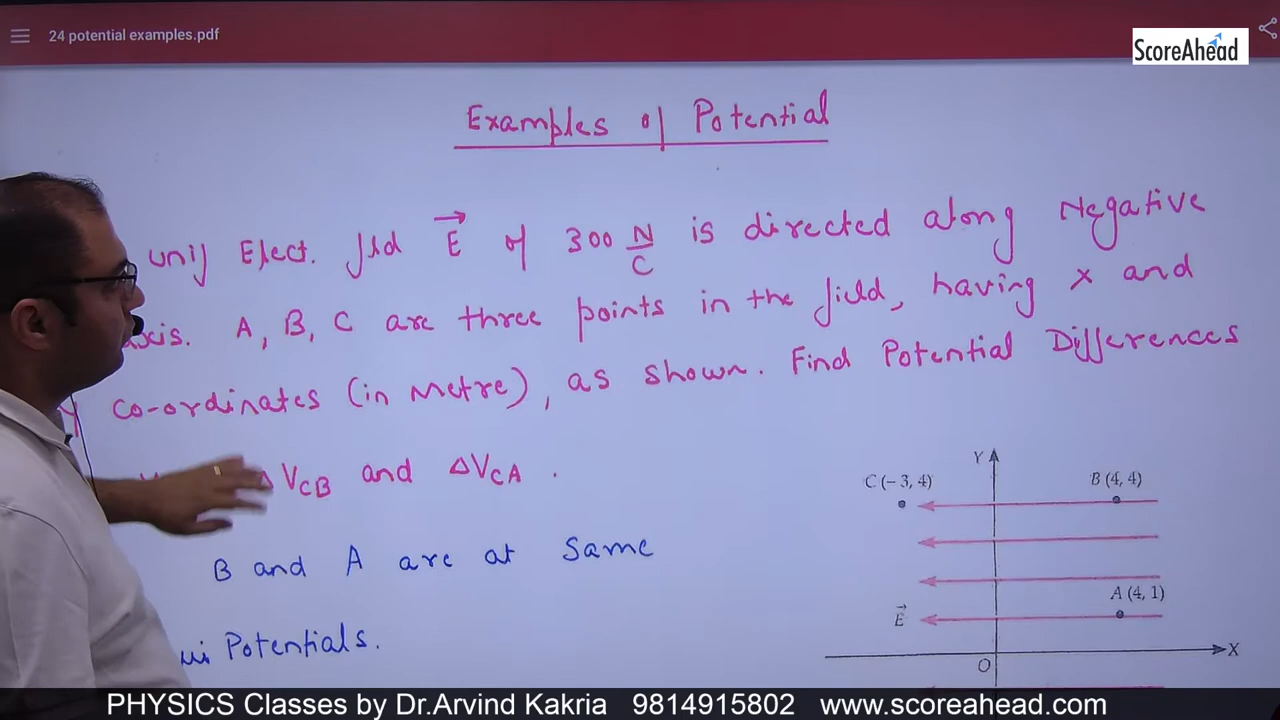 24 potential examples.pdf
ScoreAhead
Examples of Potential
unif Elect. fld E of 300 N/C is directed along Negative
axis. A, B, C are three points in the field, having x and
Y co-ordinates (in Metre), as shown. Find Potential Differences
Δ VCB and ΔVCA .
B and A are at Same
Potentials.
Y
C (– 3, 4)
B (4, 4)
A (4, 1)
E
O
X
PHYSICS Classes by Dr.Arvind Kakria 9814915802 www.scoreahead.com